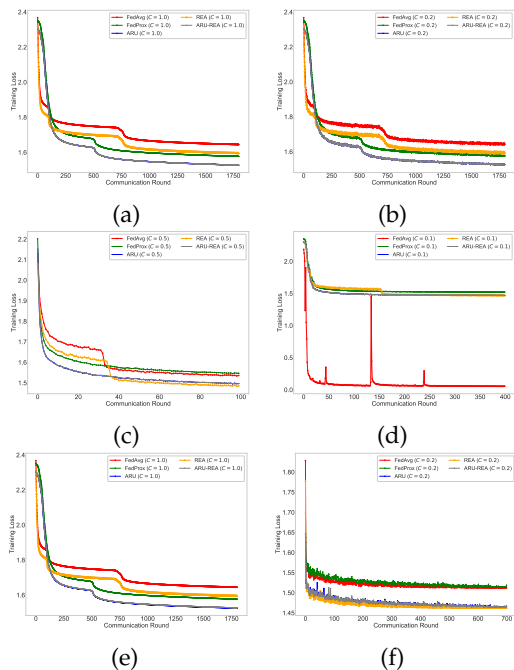 2.4
2.2
2.0
1.8
1.6
Training Loss
FedAvg (C = 1.0)
FedProx (C = 1.0)
ARU (C = 1.0)
REA (C = 1.0)
ARU-REA (C = 1.0)
0 250 500 750 1000 1250 1500 1750
Communication Round
(a)
2.4
2.2
2.0
1.8
1.6
Training Loss
FedAvg (C = 0.2)
FedProx (C = 0.2)
ARU (C = 0.2)
REA (C = 0.2)
ARU-REA (C = 0.2)
0 250 500 750 1000 1250 1500 1750
Communication Round
(b)
2.2
2.1
2.0
1.9
1.8
1.7
1.6
1.5
Training Loss
FedAvg (C = 0.5)
FedProx (C = 0.5)
ARU (C = 0.5)
REA (C = 0.5)
ARU-REA (C = 0.5)
0 20 40 60 80 100
Communication Round
(c)
2.5
2.0
1.5
1.0
0.5
0.0
Training Loss
FedAvg (C = 0.1)
FedProx (C = 0.1)
ARU (C = 0.1)
REA (C = 0.1)
ARU-REA (C = 0.1)
0 50 100 150 200 250 300 350 400
Communication Round
(d)
2.4
2.2
2.0
1.8
1.6
Training Loss
FedAvg (C = 1.0)
FedProx (C = 1.0)
ARU (C = 1.0)
REA (C = 1.0)
ARU-REA (C = 1.0)
0 250 500 750 1000 1250 1500 1750
Communication Round
(e)
1.80
1.75
1.70
1.65
1.60
1.55
1.50
1.45
Training Loss
FedAvg (C = 0.2)
FedProx (C = 0.2)
ARU (C = 0.2)
REA (C = 0.2)
ARU-REA (C = 0.2)
0 100 200 300 400 500 600 700
Communication Round
(f)